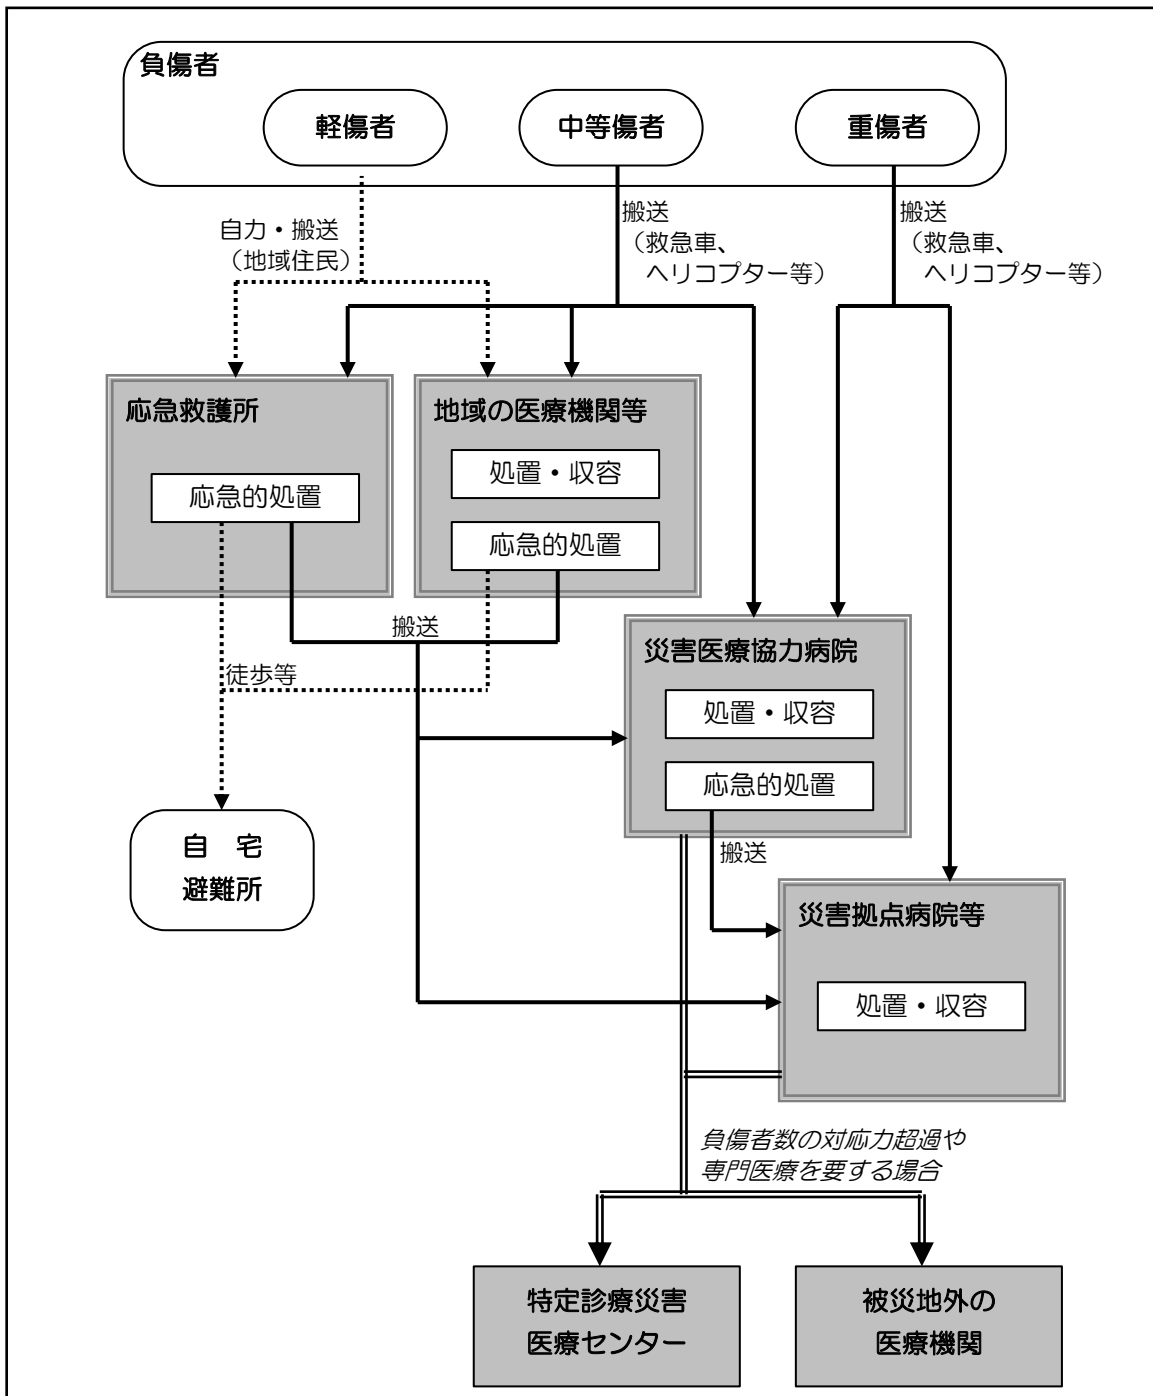 負傷者
軽傷者
中等傷者
重傷者
自力・搬送
（地域住民）
搬送
（救急車、
ヘリコプター等）
搬送
（救急車、
ヘリコプター等）
応急救護所
応急的処置
地域の医療機関等
処置・収容
応急的処置
搬送
徒歩等
災害医療協力病院
処置・収容
応急的処置
搬送
自　宅
避難所
災害拠点病院等
処置・収容
負傷者数の対応力超過や
専門医療を要する場合
特定診療災害
医療センター
被災地外の
医療機関